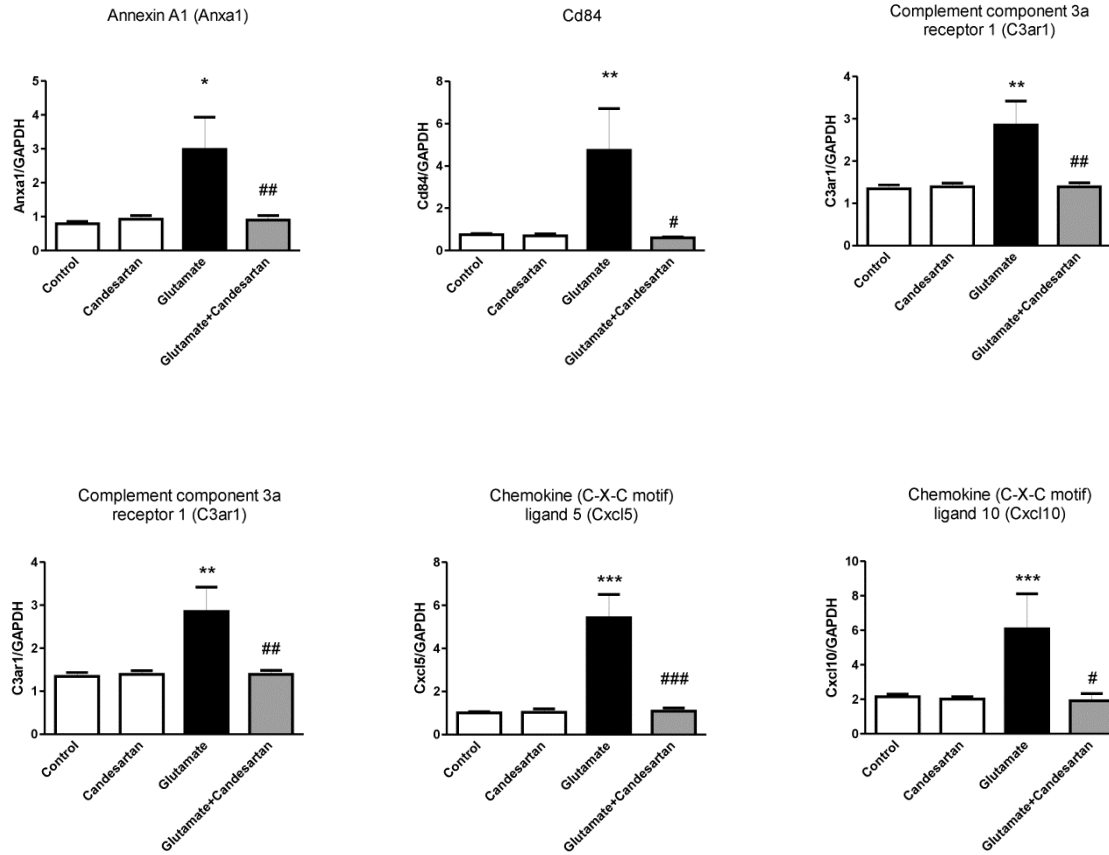 Annexin A1 (Anxa1)
*
##
Anxa1/GAPDH
5
4
3
2
1
0
Control
Candesartan
Glutamate
Glutamate+Candesartan
Cd84
**
#
Cd84/GAPDH
8
6
4
2
0
Control
Candesartan
Glutamate
Glutamate+Candesartan
Complement component 3a
receptor 1 (C3ar1)
**
##
C3ar1/GAPDH
4
3
2
1
0
Control
Candesartan
Glutamate
Glutamate+Candesartan
Complement component 3a
receptor 1 (C3ar1)
**
##
C3ar1/GAPDH
4
3
2
1
0
Control
Candesartan
Glutamate
Glutamate+Candesartan
Chemokine (C-X-C motif)
ligand 5 (Cxcl5)
***
###
Cxcl5/GAPDH
8
6
4
2
0
Control
Candesartan
Glutamate
Glutamate+Candesartan
Chemokine (C-X-C motif)
ligand 10 (Cxcl10)
***
#
Cxcl10/GAPDH
10
8
6
4
2
0
Control
Candesartan
Glutamate
Glutamate+Candesartan